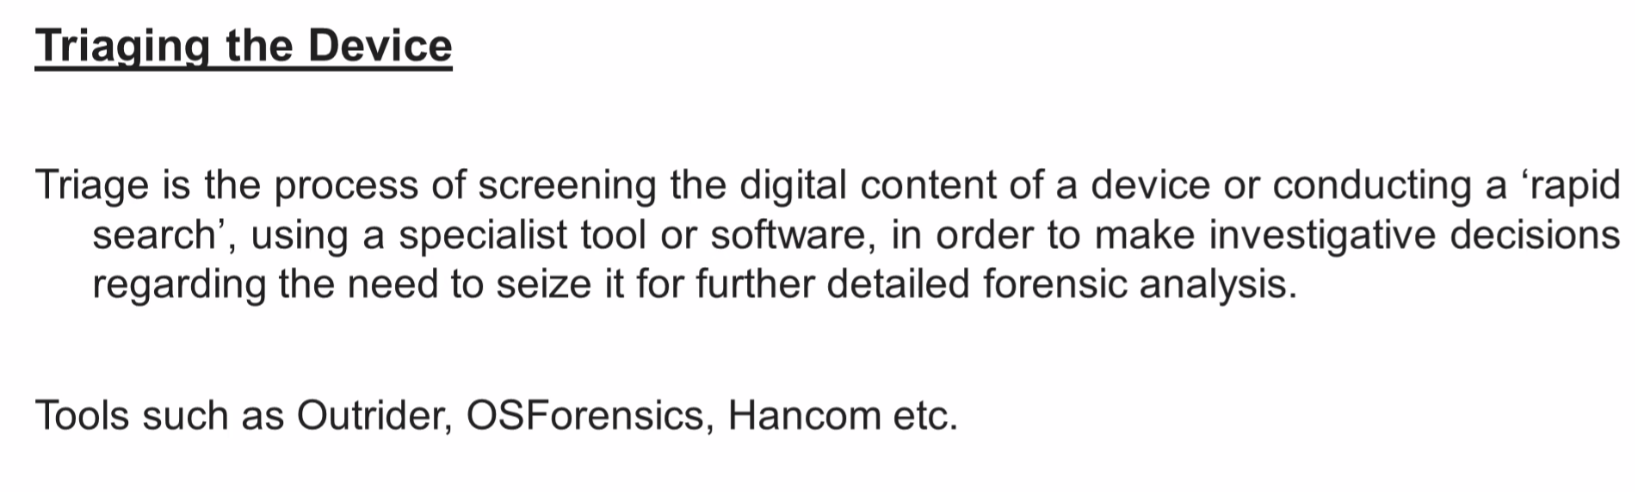 Triaging the Device
Triage is the process of screening the digital content of a device or conducting a ‘rapid
search’, using a specialist tool or software, in order to make investigative decisions
regarding the need to seize it for further detailed forensic analysis.
Tools such as Outrider, OSForensics, Hancom etc.